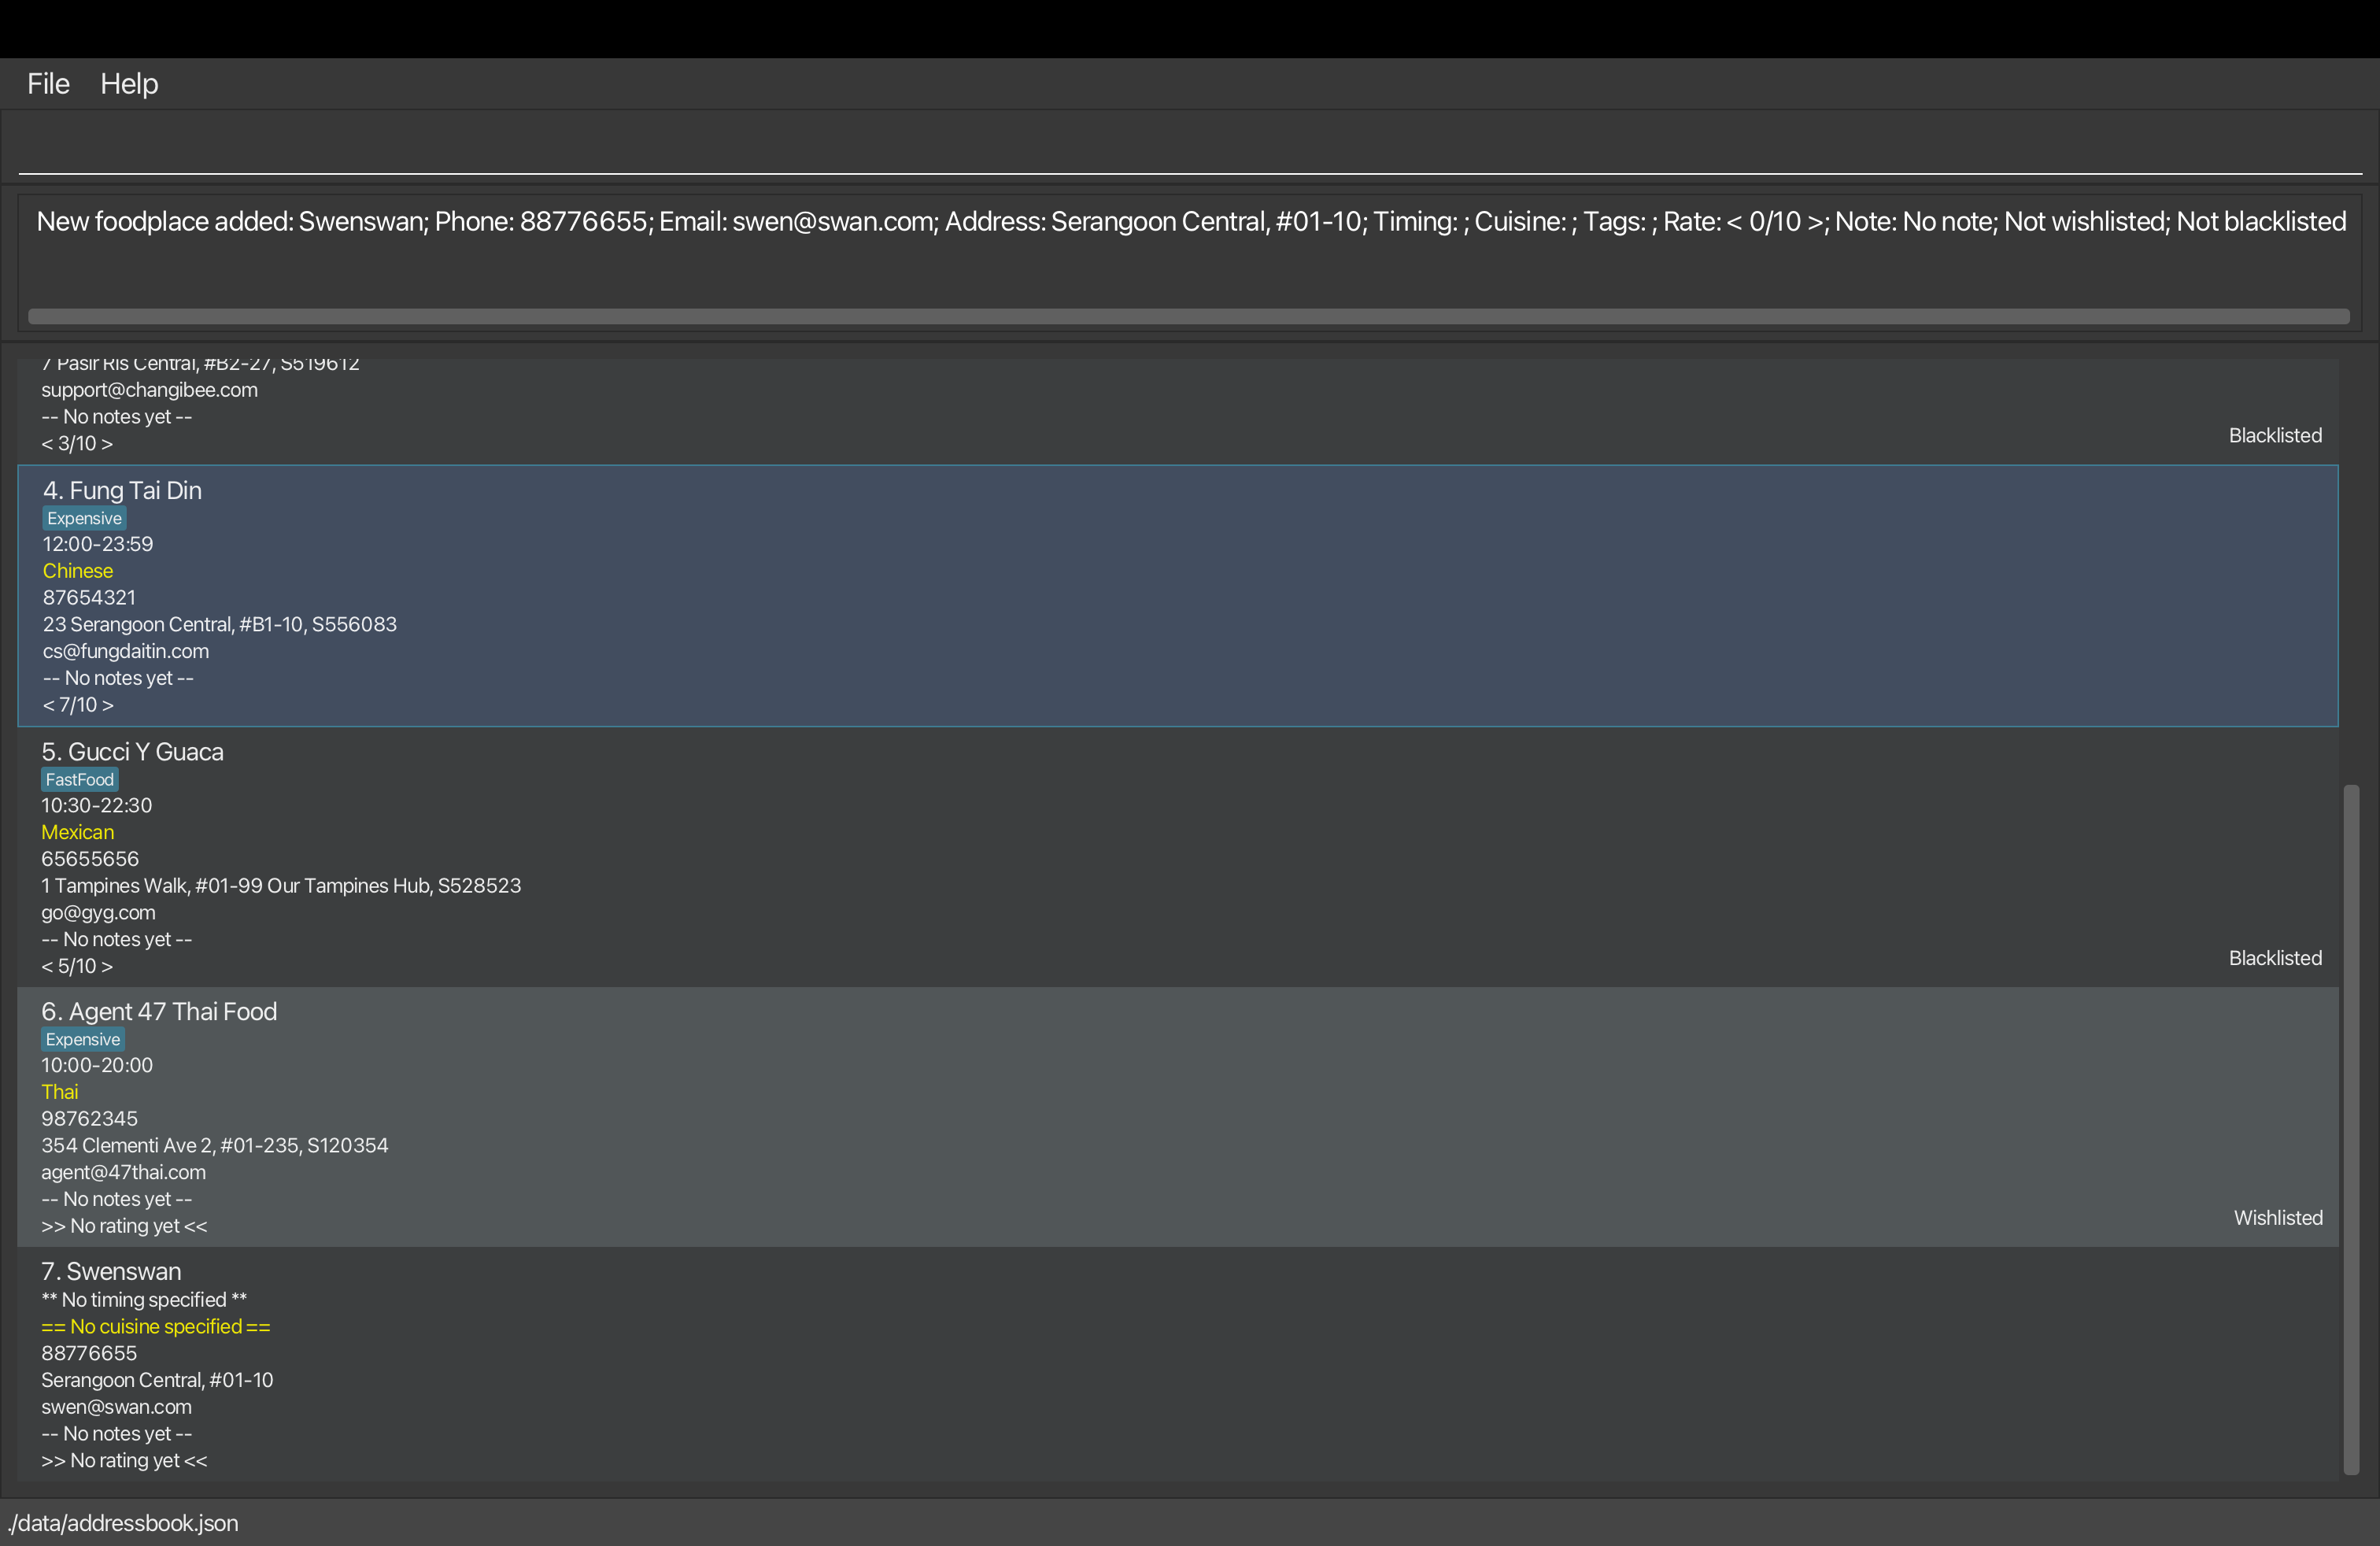 File Help
New foodplace added: Swenswan; Phone: 88776655; Email: swen@swan.com; Address: Serangoon Central, #01-10; Timing: ; Cuisine: ; Tags: ; Rate: < 0/10 >; Note: No note; Not wishlisted; Not blacklisted
7 Pasir Ris Central, #B2-27, S519612
support@changibee.com
-- No notes yet --
< 3/10 >
Blacklisted
4. Fung Tai Din
Expensive
12:00-23:59
Chinese
87654321
23 Serangoon Central, #B1-10, S556083
cs@fungdaitin.com
-- No notes yet --
< 7/10 >
5. Gucci Y Guaca
FastFood
10:30-22:30
Mexican
65655656
1 Tampines Walk, #01-99 Our Tampines Hub, S528523
go@gyg.com
-- No notes yet --
< 5/10 >
Blacklisted
6. Agent 47 Thai Food
Expensive
10:00-20:00
Thai
98762345
354 Clementi Ave 2, #01-235, S120354
agent@47thai.com
-- No notes yet --
>> No rating yet <<
Wishlisted
7. Swenswan
** No timing specified **
== No cuisine specified ==
88776655
Serangoon Central, #01-10
swen@swan.com
-- No notes yet --
>> No rating yet <<
./data/addressbook.json